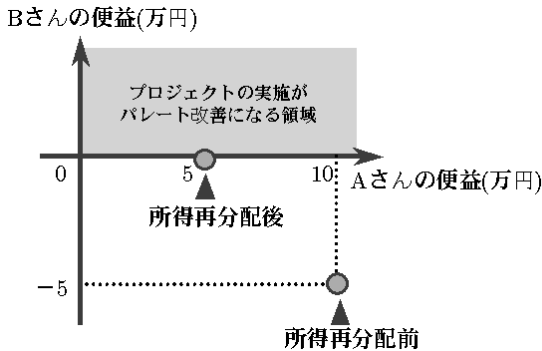 Bさんの便益(万円)
プロジェクトの実施が
パレート改善になる領域
0
5
10
Aさんの便益(万円)
所得再分配後
−5
所得再分配前